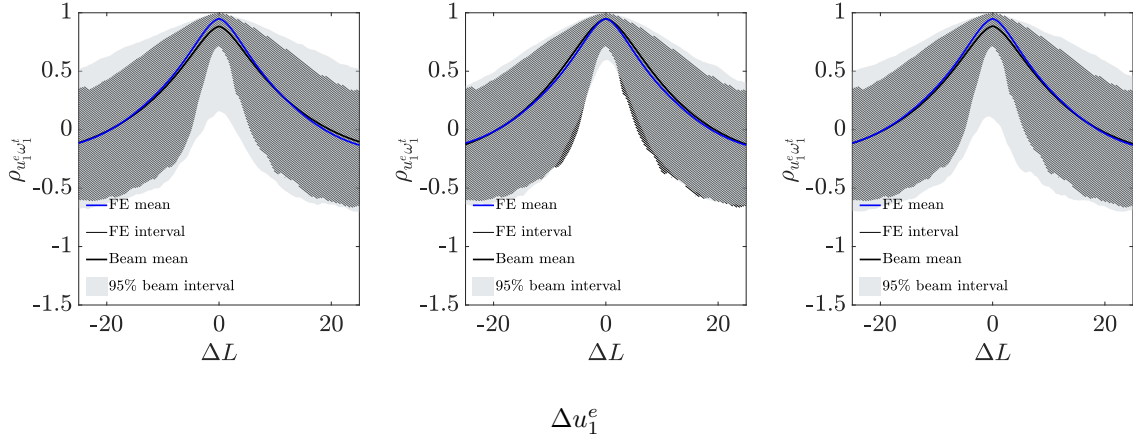 1
0.5
0
-0.5
-1
-1.5
ρ_{u_1^e ω_1^t}
FE mean
FE interval
Beam mean
95% beam interval
-20 0 20
ΔL
1
0.5
0
-0.5
-1
-1.5
ρ_{u_1^e ω_1^t}
FE mean
FE interval
Beam mean
95% beam interval
-20 0 20
ΔL
1
0.5
0
-0.5
-1
-1.5
ρ_{u_1^e ω_1^t}
FE mean
FE interval
Beam mean
95% beam interval
-20 0 20
ΔL
Δu_1^e